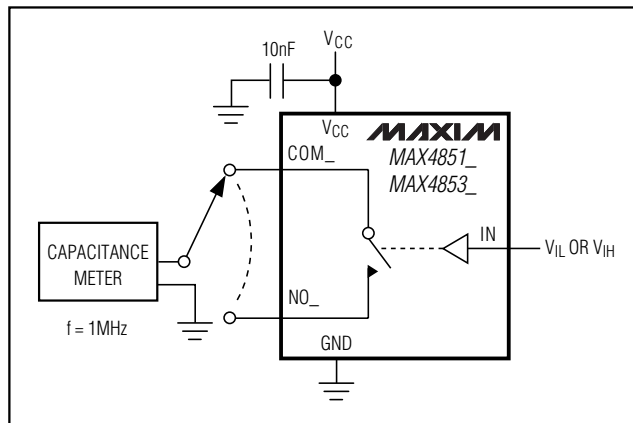 10nF
VCC
VCC
MAXIM
COM_
MAX4851_
MAX4853_
IN
VIL OR VIH
CAPACITANCE
METER
NO_
f = 1MHz
GND